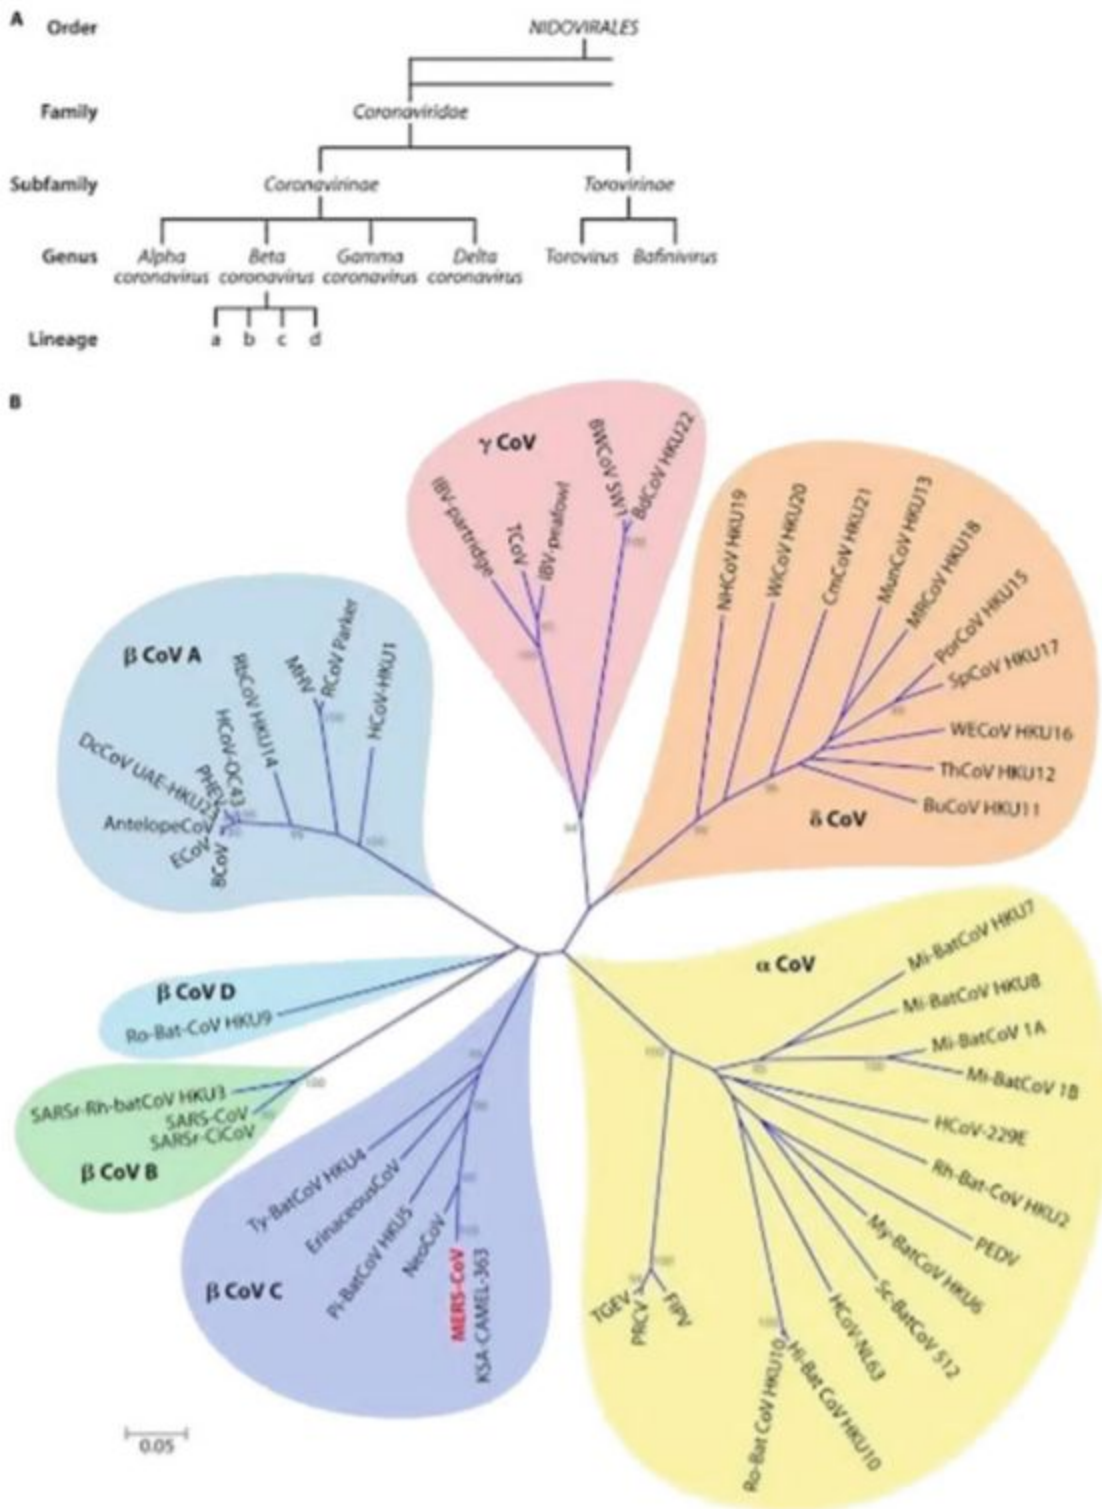 A
Order
NIDOVIRALES
Family
Coronaviridae
Subfamily
Coronavirinae
Torovirinae
Genus
Alpha
coronavirus
Beta
coronavirus
Gamma
coronavirus
Delta
coronavirus
Torovirus
Bafinivirus
Lineage
a
b
c
d
B
γ CoV
IBV-partridge
TCoV
IBV-peafowl
BWCoV SW1
BdCoV HKU22
NHCoV HKU19
WiCoV HKU20
CmCoV HKU21
MunCoV HKU13
MRCoV HKU18
PorCoV HKU15
SpCoV HKU17
WECoV HKU16
ThCoV HKU12
BuCoV HKU11
δ CoV
β CoV A
DcCoV UAE-HKU23
PHEV
HCoV-OC43
RbCoV HKU14
MHV
RCoV Parker
HCoV-HKU1
AntelopeCoV
ECoV
BCoV
β CoV D
Ro-Bat-CoV HKU9
SARSr-Rh-batCoV HKU3
SARS-CoV
SARSr-CiCoV
β CoV B
100
Ty-BatCoV HKU4
ErinaceousCoV
Pi-BatCoV HKU5
NeoCoV
MERS-CoV
KSA-CAMEL-363
β CoV C
α CoV
Mi-BatCoV HKU7
Mi-BatCoV HKU8
Mi-BatCoV 1A
Mi-BatCoV 1B
HCoV-229E
Rh-Bat-CoV HKU2
PEDV
My-BatCoV HKU6
Sc-BatCoV 512
HCoV-NL63
Hi-Bat CoV HKU10
Ro-Bat CoV HKU10
TGEV
PRCV
FIPV
100
100
0.05